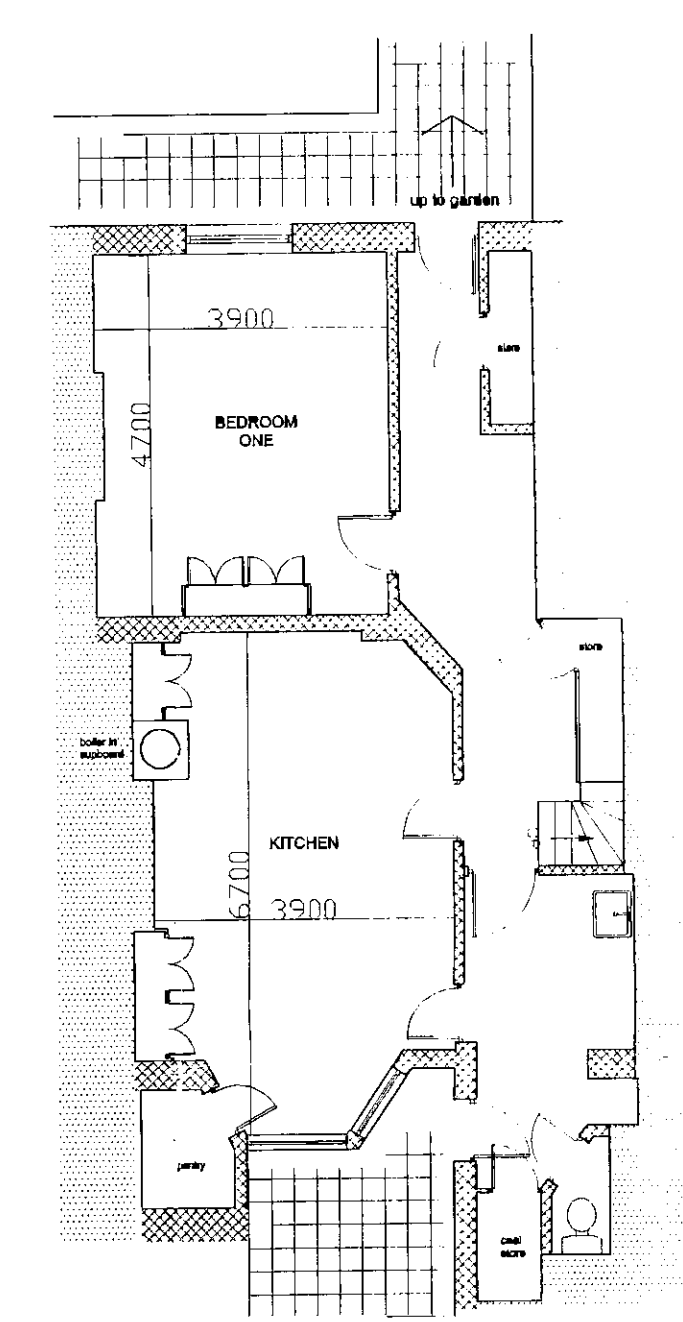 up to garden
3900
store
4700
BEDROOM
ONE
store
boiler in
cupboard
KITCHEN
6700
3900
pantry
coal
store